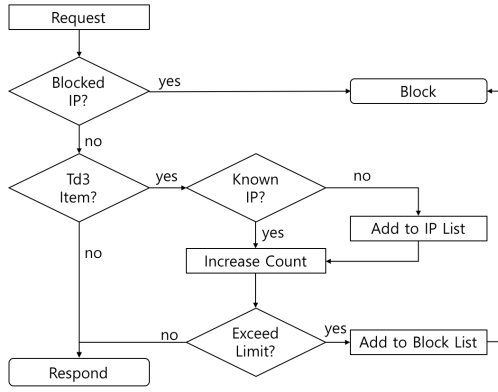 Request
Blocked
IP?
yes
Block
no
Td3
Item?
yes
Known
IP?
no
Add to IP List
yes
no
Increase Count
no
Exceed
Limit?
yes
Add to Block List
Respond